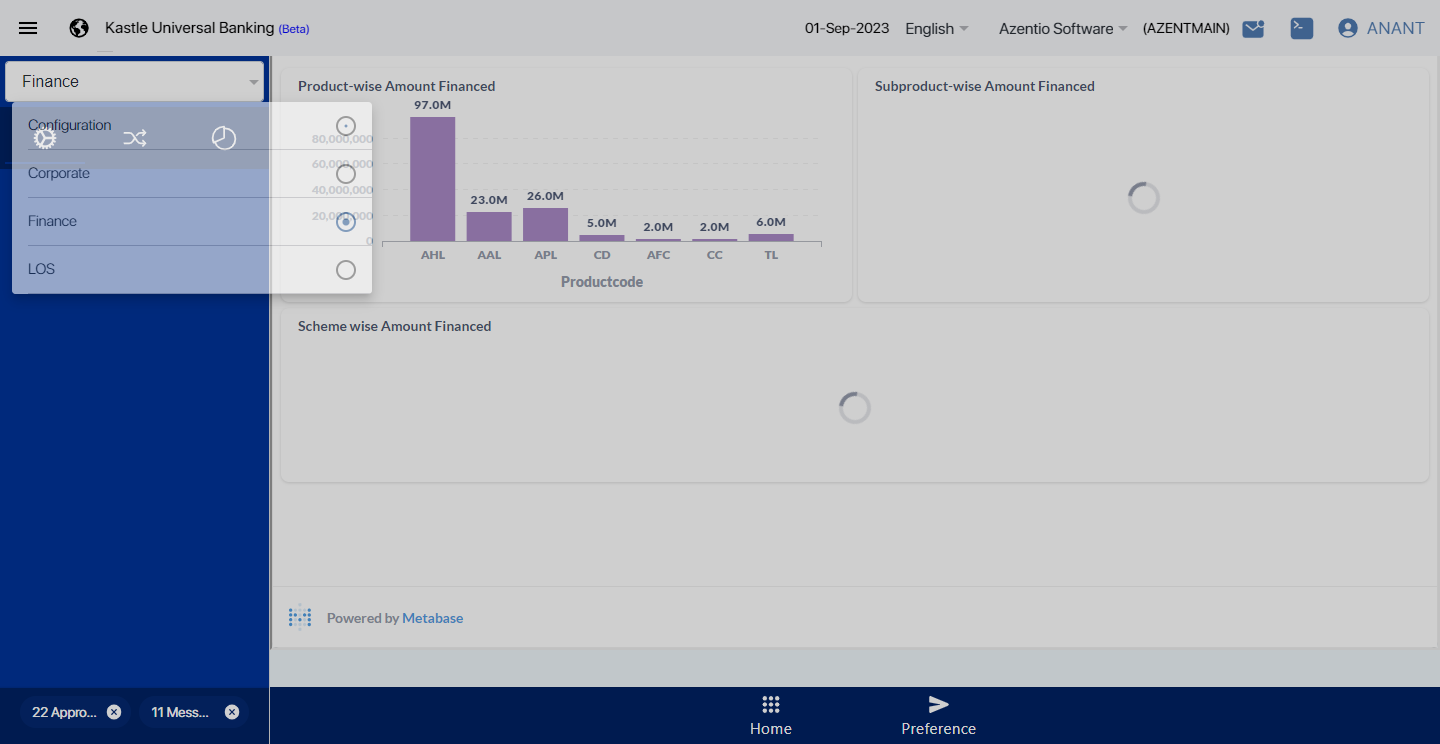 Kastle Universal Banking (Beta)
01-Sep-2023
English
Azentio Software
(AZENTMAIN)
ANANT
Finance
Configuration
Corporate
Finance
LOS
Product-wise Amount Financed
97.0M
80,000,000
60,000,000
40,000,000
20,000,000
0
23.0M
26.0M
5.0M
2.0M
2.0M
6.0M
AHL
AAL
APL
CD
AFC
CC
TL
Productcode
Subproduct-wise Amount Financed
Scheme wise Amount Financed
Powered by Metabase
22 Appro...
11 Mess...
Home
Preference